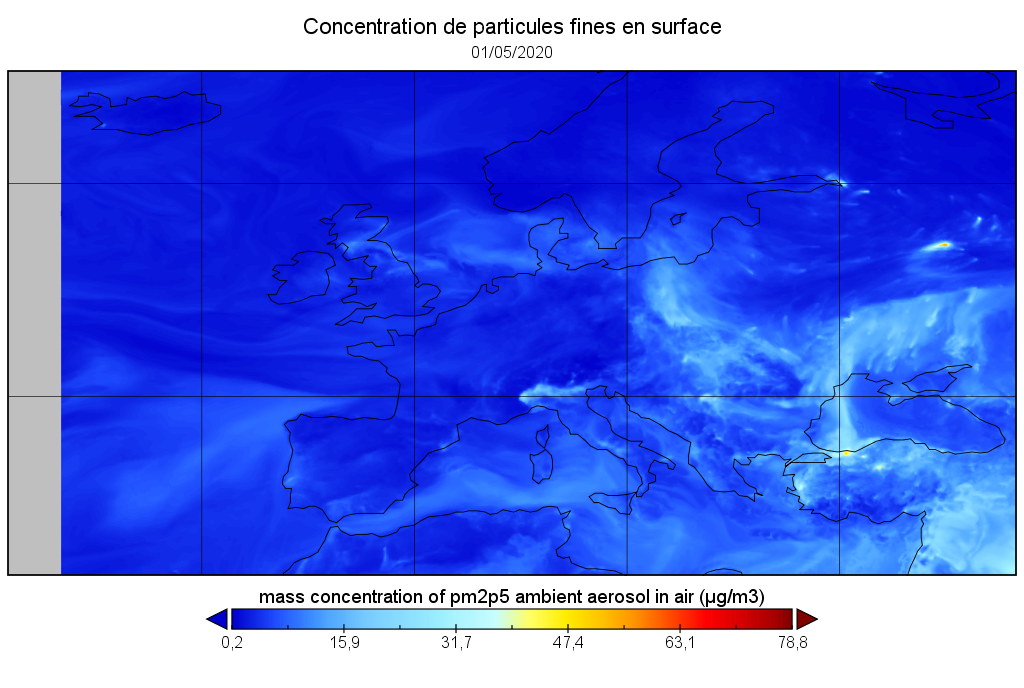 Concentration de particules fines en surface
01/05/2020
mass concentration of pm2p5 ambient aerosol in air (µg/m3)
0,2 15,9 31,7 47,4 63,1 78,8